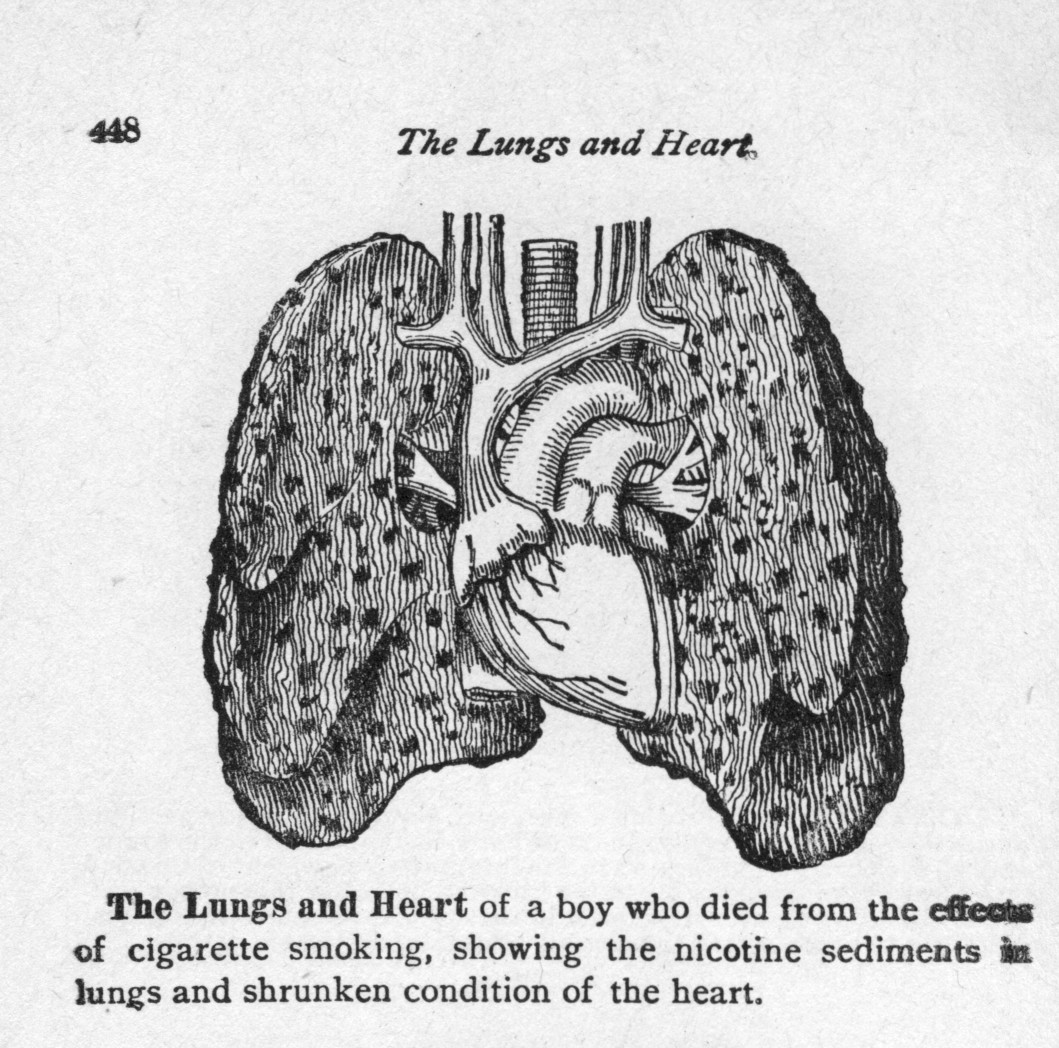 448
The Lungs and Heart.
The Lungs and Heart of a boy who died from the effects
of cigarette smoking, showing the nicotine sediments in
lungs and shrunken condition of the heart.